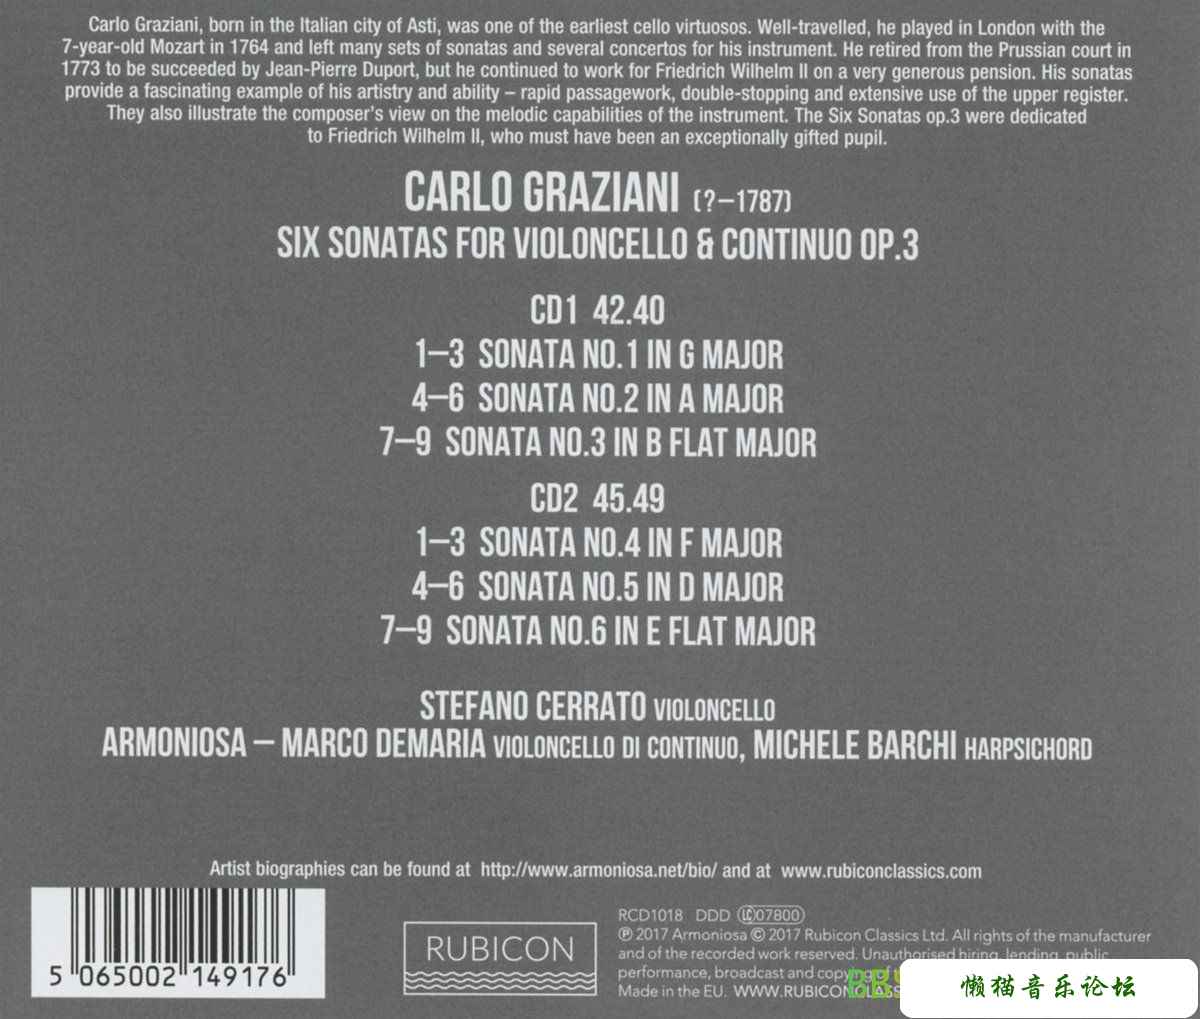 Carlo Graziani, born in the Italian city of Asti, was one of the earliest cello virtuosos. Well-travelled, he played in London with the
7-year-old Mozart in 1764 and left many sets of sonatas and several concertos for his instrument. He retired from the Prussian court in
1773 to be succeeded by Jean-Pierre Duport, but he continued to work for Friedrich Wilhelm II on a very generous pension. His sonatas
provide a fascinating example of his artistry and ability – rapid passagework, double-stopping and extensive use of the upper register.
They also illustrate the composer's view on the melodic capabilities of the instrument. The Six Sonatas op.3 were dedicated
to Friedrich Wilhelm II, who must have been an exceptionally gifted pupil.
CARLO GRAZIANI (?–1787)
SIX SONATAS FOR VIOLONCELLO & CONTINUO OP.3
CD1 42.40
1–3 SONATA NO.1 IN G MAJOR
4–6 SONATA NO.2 IN A MAJOR
7–9 SONATA NO.3 IN B FLAT MAJOR
CD2 45.49
1–3 SONATA NO.4 IN F MAJOR
4–6 SONATA NO.5 IN D MAJOR
7–9 SONATA NO.6 IN E FLAT MAJOR
STEFANO CERRATO VIOLONCELLO
ARMONIOSA – MARCO DEMARIA VIOLONCELLO DI CONTINUO, MICHELE BARCHI HARPSICHORD
Artist biographies can be found at http://www.armoniosa.net/bio/ and at www.rubiconclassics.com
5 065002 149176
RUBICON
RCD1018 DDD LC 07800
℗ 2017 Armoniosa © 2017 Rubicon Classics Ltd. All rights of the manufacturer
and of the recorded work reserved. Unauthorised hiring, lending, public
performance, broadcast and copying of
Made in the EU. WWW.RUBICONCLASS
BB
懒猫音乐论坛